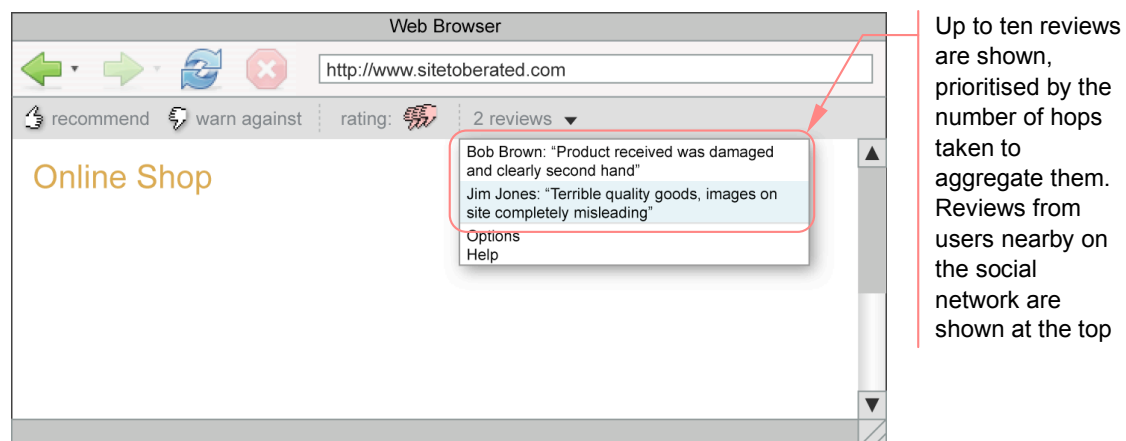 Web Browser
http://www.sitetoberated.com
recommend warn against rating: 2 reviews
Bob Brown: “Product received was damaged
and clearly second hand”
Jim Jones: “Terrible quality goods, images on
site completely misleading”
Options
Help
Online Shop
Up to ten reviews
are shown,
prioritised by the
number of hops
taken to
aggregate them.
Reviews from
users nearby on
the social
network are
shown at the top